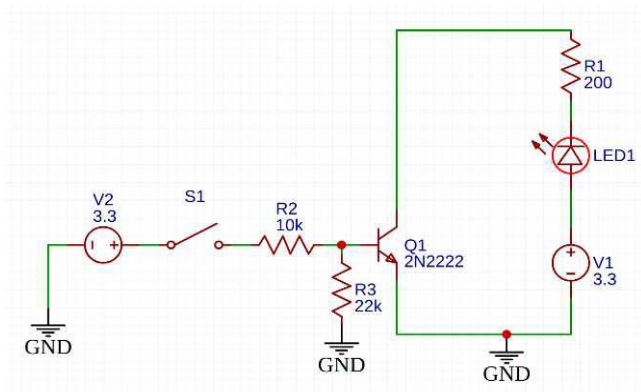 R1
200
LED1
V2
3.3
S1
R2
10k
Q1
2N2222
V1
3.3
R3
22k
GND
GND
GND